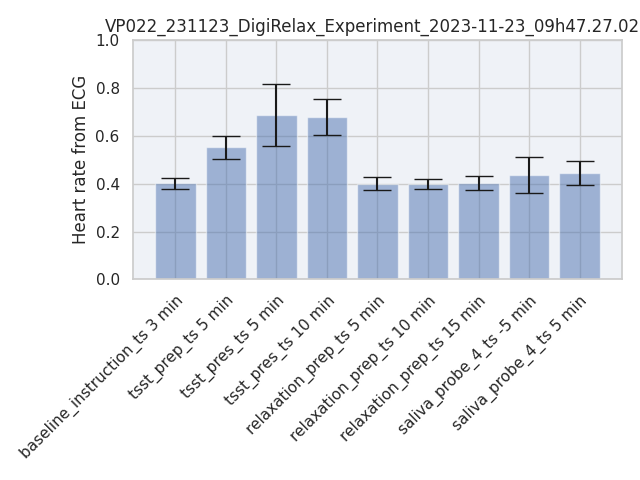 VP022_231123_DigiRelax_Experiment_2023-11-23_09h47.27.02
Heart rate from ECG
1.0
0.8
0.6
0.4
0.2
0.0
baseline_instruction_ts 3 min
tsst_prep_ts 5 min
tsst_pres_ts 5 min
tsst_pres_ts 10 min
relaxation_prep_ts 5 min
relaxation_prep_ts 10 min
relaxation_prep_ts 15 min
saliva_probe_4_ts -5 min
saliva_probe_4_ts 5 min